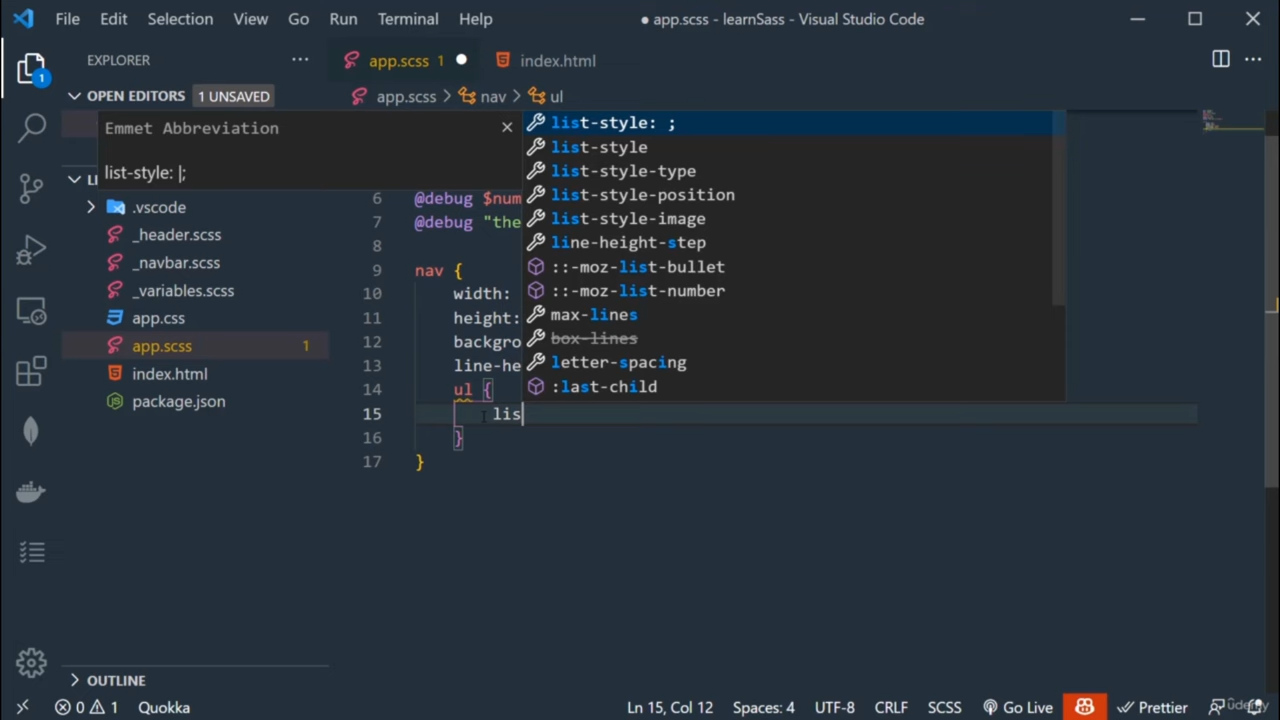 File Edit Selection View Go Run Terminal Help
● app.scss - learnSass - Visual Studio Code
EXPLORER ···
app.scss 1 ●
index.html
OPEN EDITORS 1 UNSAVED
app.scss > nav > ul
Emmet Abbreviation ×
list-style: |;
LI
.vscode
_header.scss
_navbar.scss
_variables.scss
app.css
app.scss 1
index.html
package.json
OUTLINE
6 @debug $num
7 @debug "the
8
9 nav {
10 width:
11 height:
12 backgro
13 line-he
14 ul {
15 lis
16 }
17 }
list-style: ;
list-style
list-style-type
list-style-position
list-style-image
line-height-step
::-moz-list-bullet
::-moz-list-number
max-lines
box-lines
letter-spacing
:last-child
1
0 1 Quokka Ln 15, Col 12 Spaces: 4 UTF-8 CRLF SCSS Go Live Prettier
ûdemy